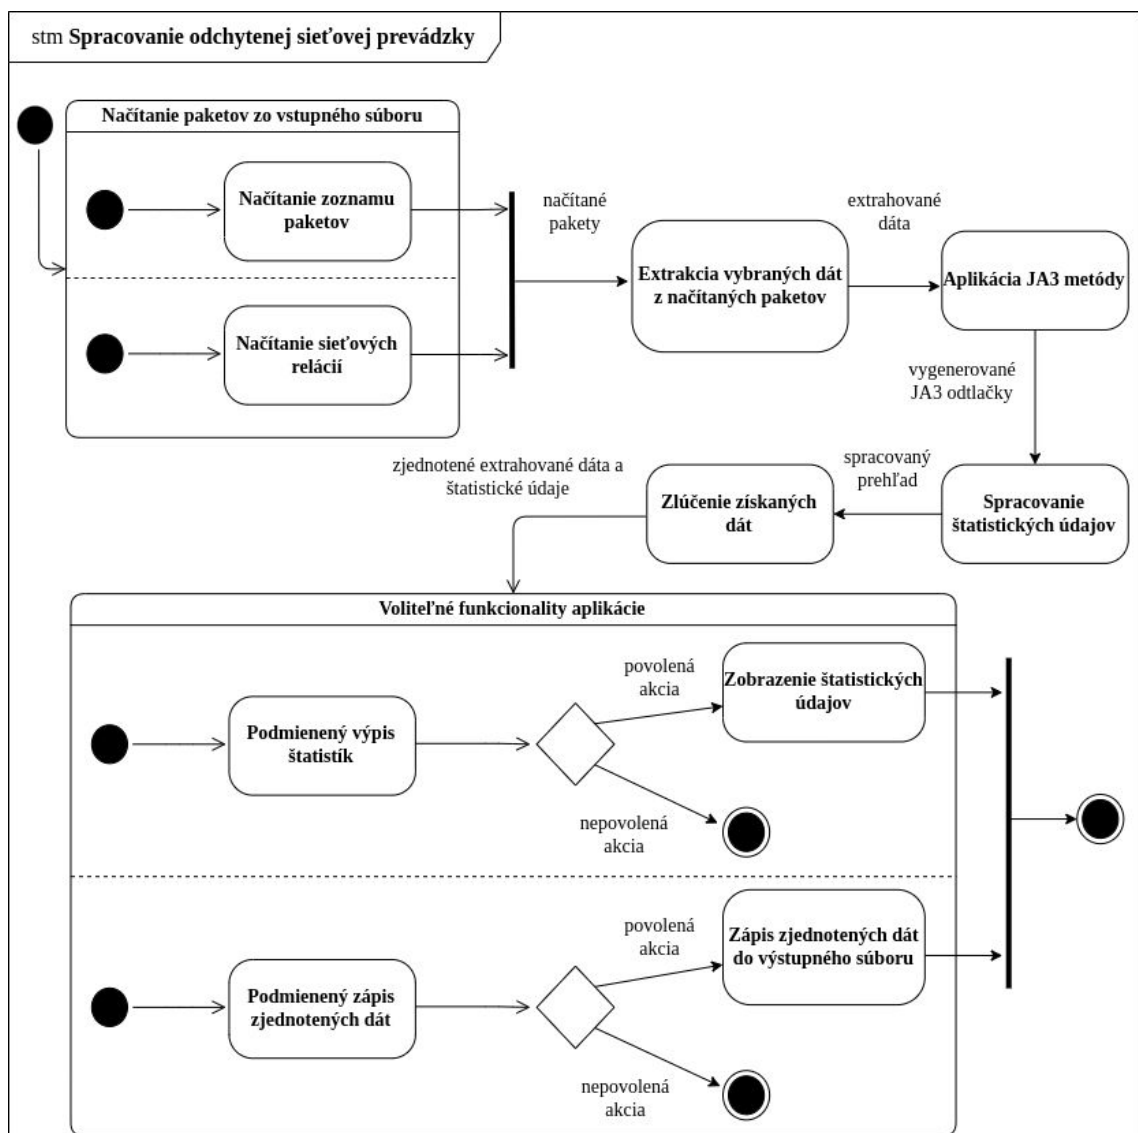 stm Spracovanie odchytenej sieťovej prevádzky
Načítanie paketov zo vstupného súboru
Načítanie zoznamu
paketov
Načítanie sieťových
relácií
načítané
pakety
Extrakcia vybraných dát
z načítaných paketov
extrahované
dáta
Aplikácia JA3 metódy
vygenerované
JA3 odtlačky
Spracovanie
štatistických údajov
spracovaný
prehľad
Zlúčenie získaných
dát
zjednotené extrahované dáta a
štatistické údaje
Voliteľné funkcionality aplikácie
Podmienený výpis
štatistík
povolená
akcia
Zobrazenie štatistických
údajov
nepovolená
akcia
Podmienený zápis
zjednotených dát
povolená
akcia
Zápis zjednotených dát
do výstupného súboru
nepovolená
akcia